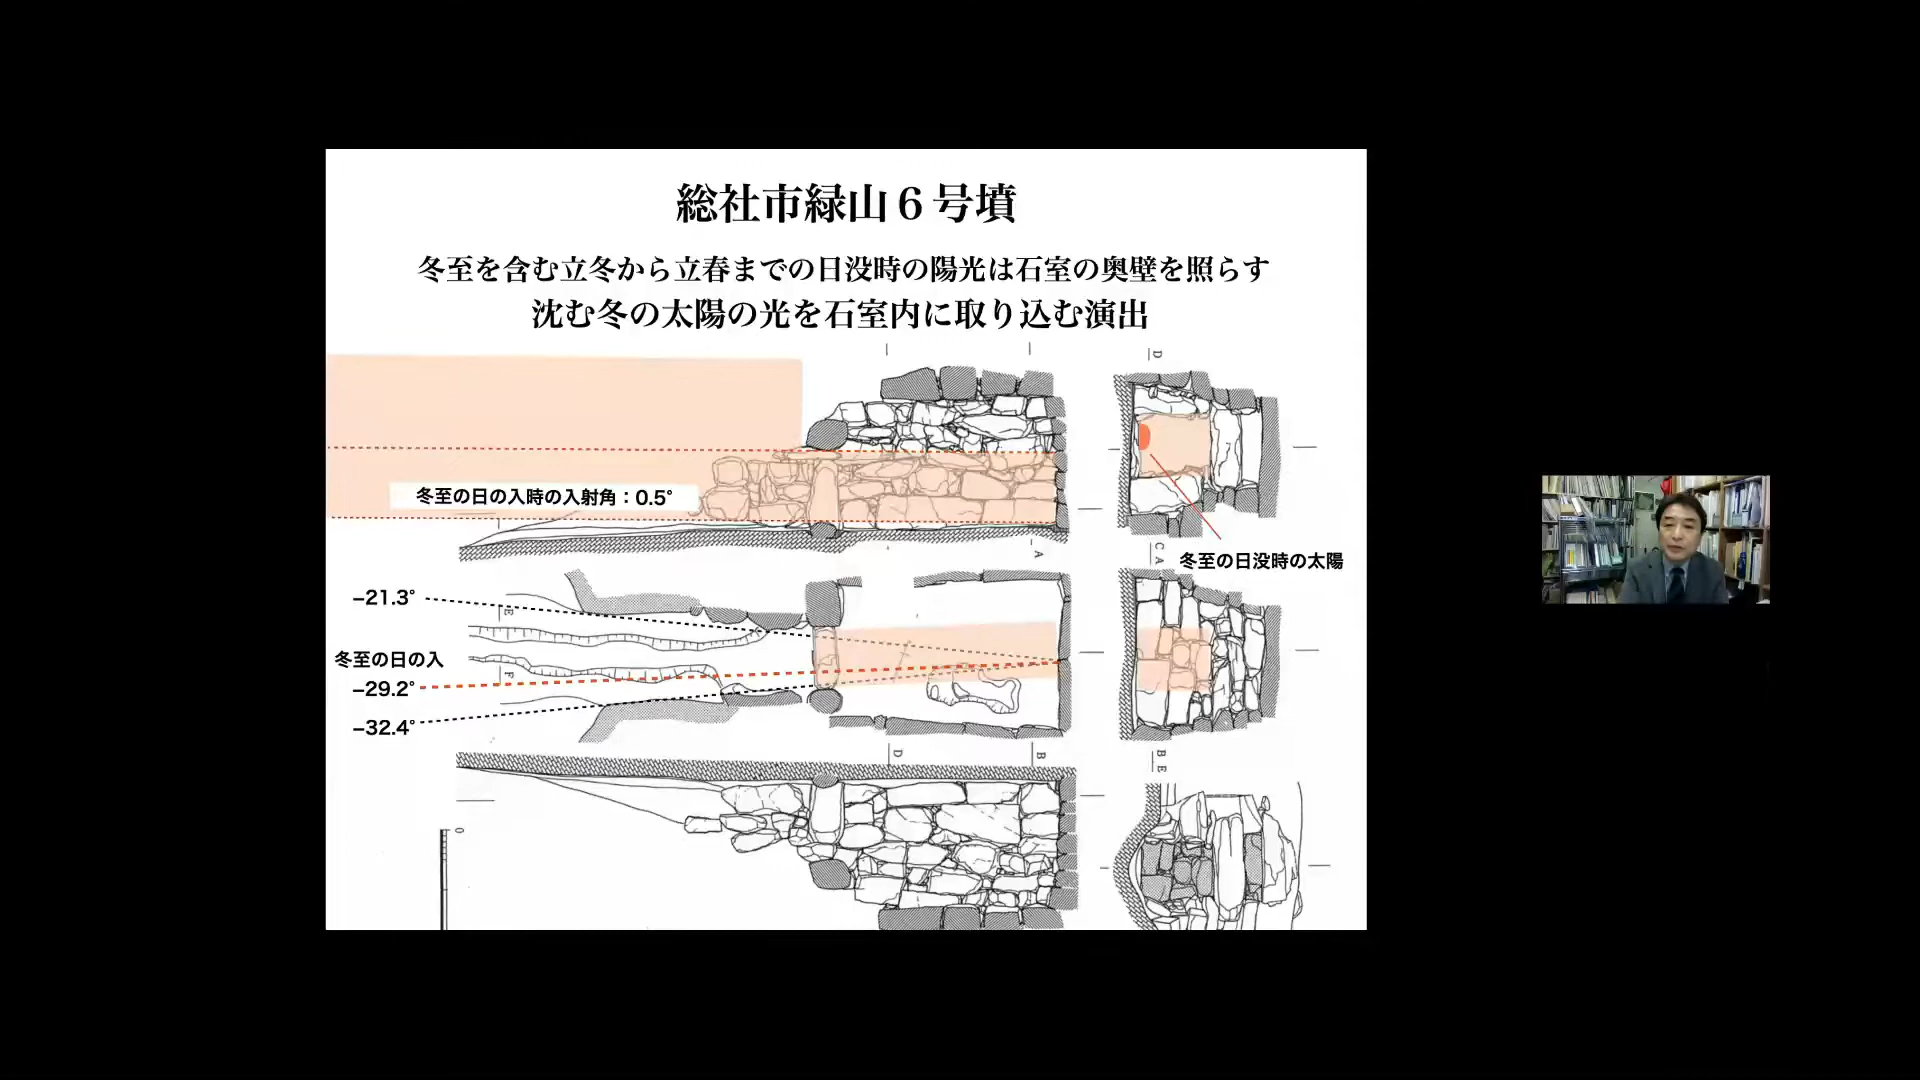 総社市緑山６号墳
冬至を含む立冬から立春までの日没時の陽光は石室の奥壁を照らす
沈む冬の太陽の光を石室内に取り込む演出
D
冬至の日の入時の入射角：0.5°
A
C A
冬至の日没時の太陽
−21.3°
E
冬至の日の入
−29.2°
F
−32.4°
D
B
B E
0